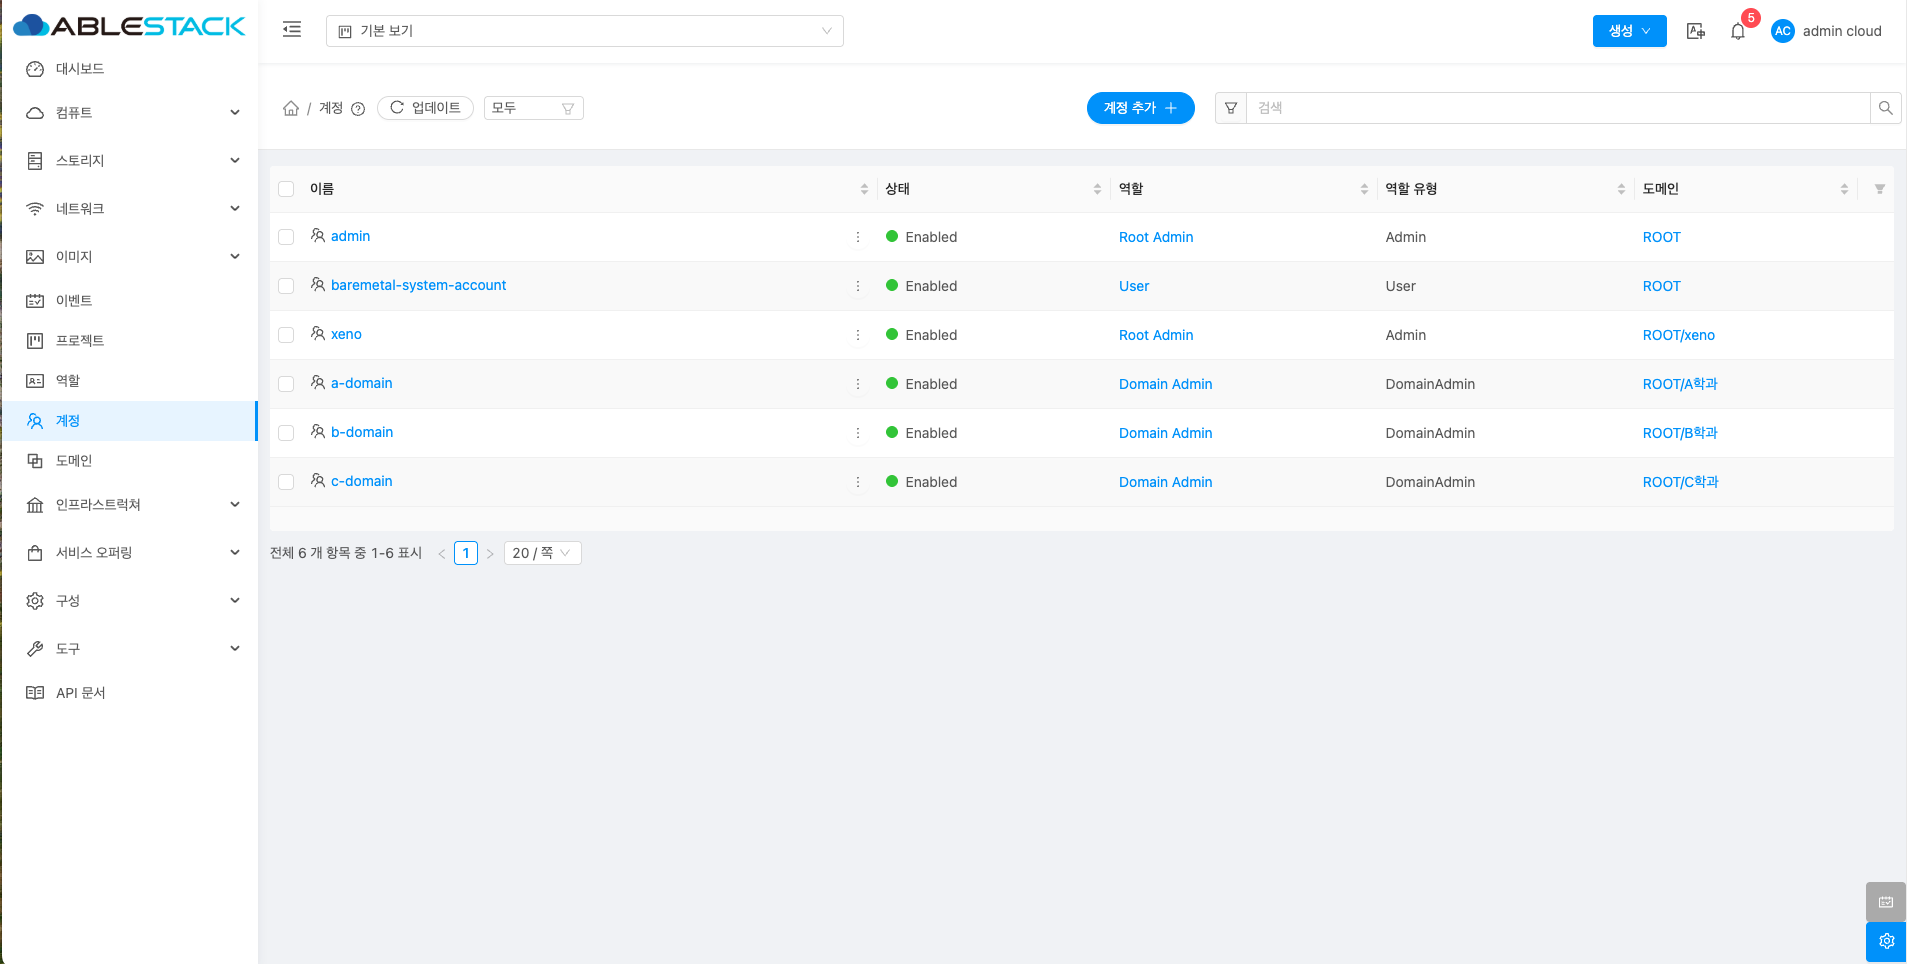 ABLESTACK
기본 보기
생성
5
AC
admin cloud
대시보드
컴퓨트
스토리지
네트워크
이미지
이벤트
프로젝트
역할
계정
도메인
인프라스트럭쳐
서비스 오퍼링
구성
도구
API 문서
/ 계정
업데이트
모두
계정 추가
검색
이름 상태 역할 역할 유형 도메인
admin Enabled Root Admin Admin ROOT
baremetal-system-account Enabled User User ROOT
xeno Enabled Root Admin Admin ROOT/xeno
a-domain Enabled Domain Admin DomainAdmin ROOT/A학과
b-domain Enabled Domain Admin DomainAdmin ROOT/B학과
c-domain Enabled Domain Admin DomainAdmin ROOT/C학과
전체 6 개 항목 중 1-6 표시 < 1 > 20 / 쪽